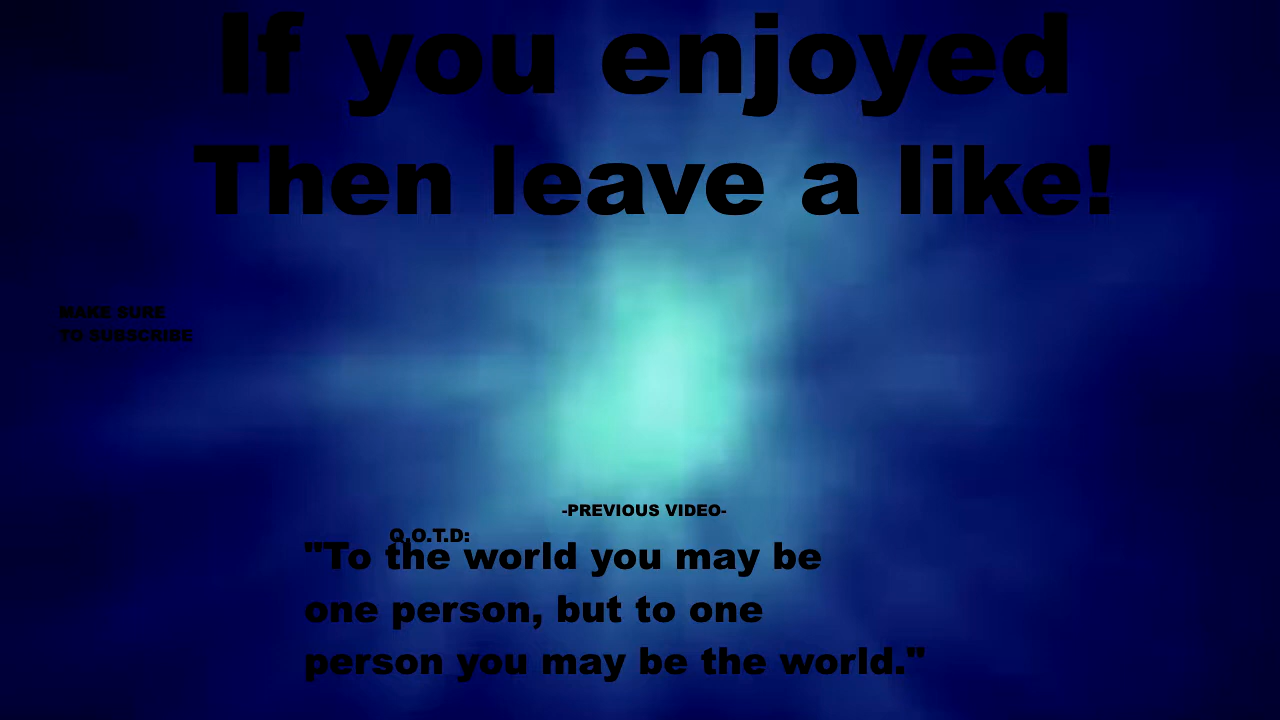 If you enjoyed
Then leave a like!
MAKE SURE
TO SUBSCRIBE
-PREVIOUS VIDEO-
Q.O.T.D:
"To the world you may be
one person, but to one
person you may be the world."